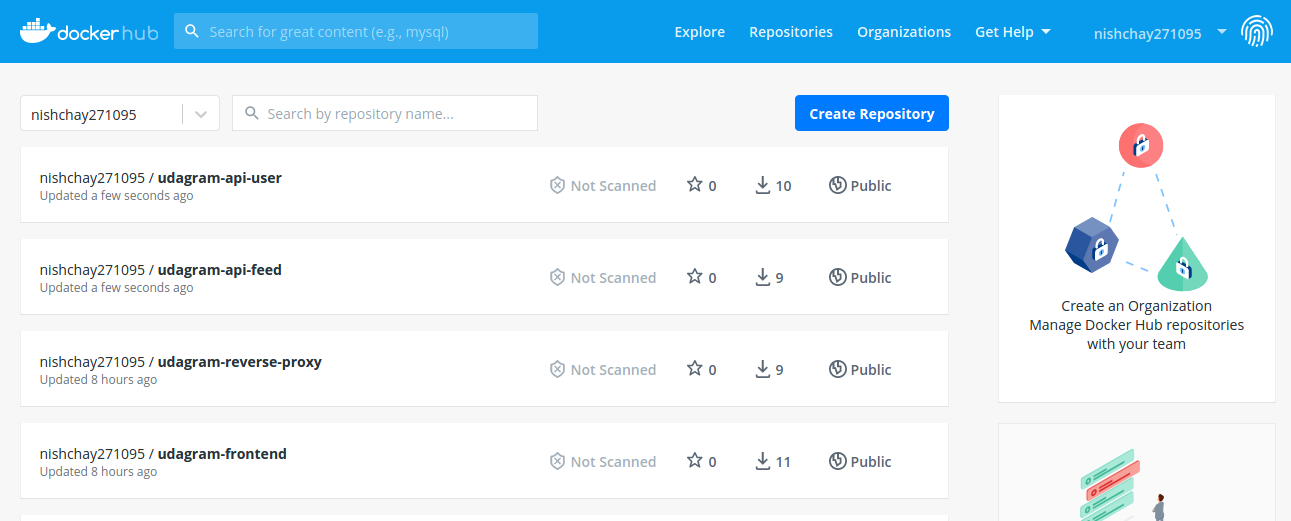 docker hub
Search for great content (e.g., mysql)
Explore
Repositories
Organizations
Get Help
nishchay271095
nishchay271095
Search by repository name...
Create Repository
nishchay271095 / udagram-api-user
Updated a few seconds ago
Not Scanned
0
10
Public
nishchay271095 / udagram-api-feed
Updated a few seconds ago
Not Scanned
0
9
Public
nishchay271095 / udagram-reverse-proxy
Updated 8 hours ago
Not Scanned
0
9
Public
nishchay271095 / udagram-frontend
Updated 8 hours ago
Not Scanned
0
11
Public
Create an Organization
Manage Docker Hub repositories
with your team